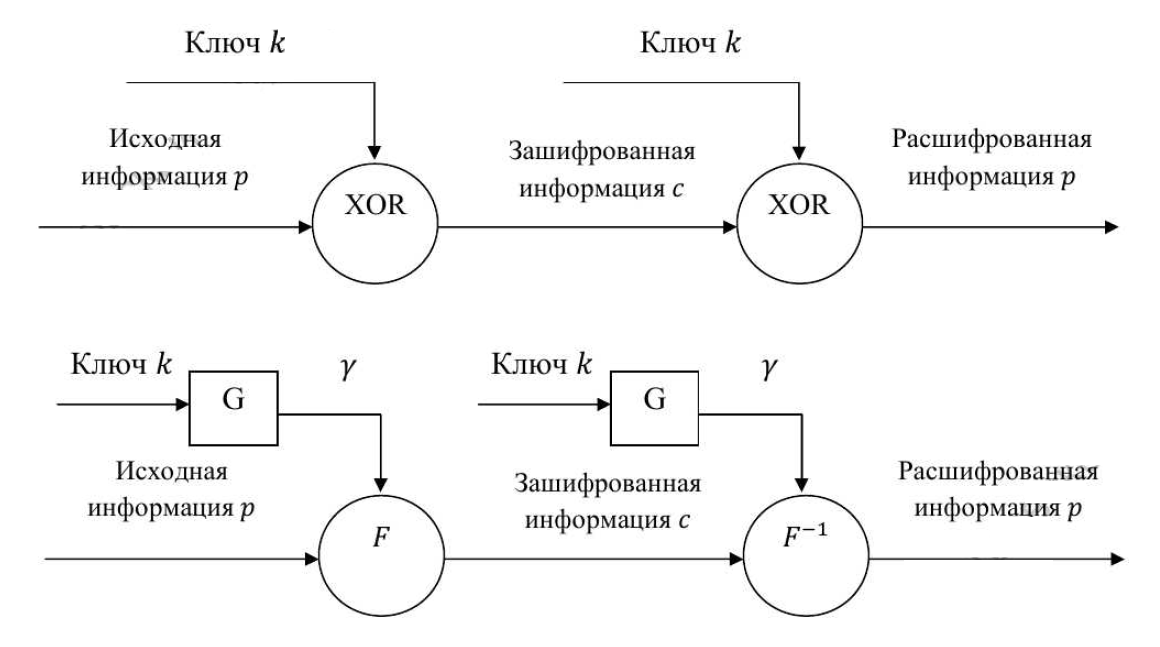 Ключ k
Ключ k
Исходная
информация p
XOR
Зашифрованная
информация c
XOR
Расшифрованная
информация p
Ключ k
G
γ
Ключ k
G
γ
Исходная
информация p
F
Зашифрованная
информация c
F⁻¹
Расшифрованная
информация p